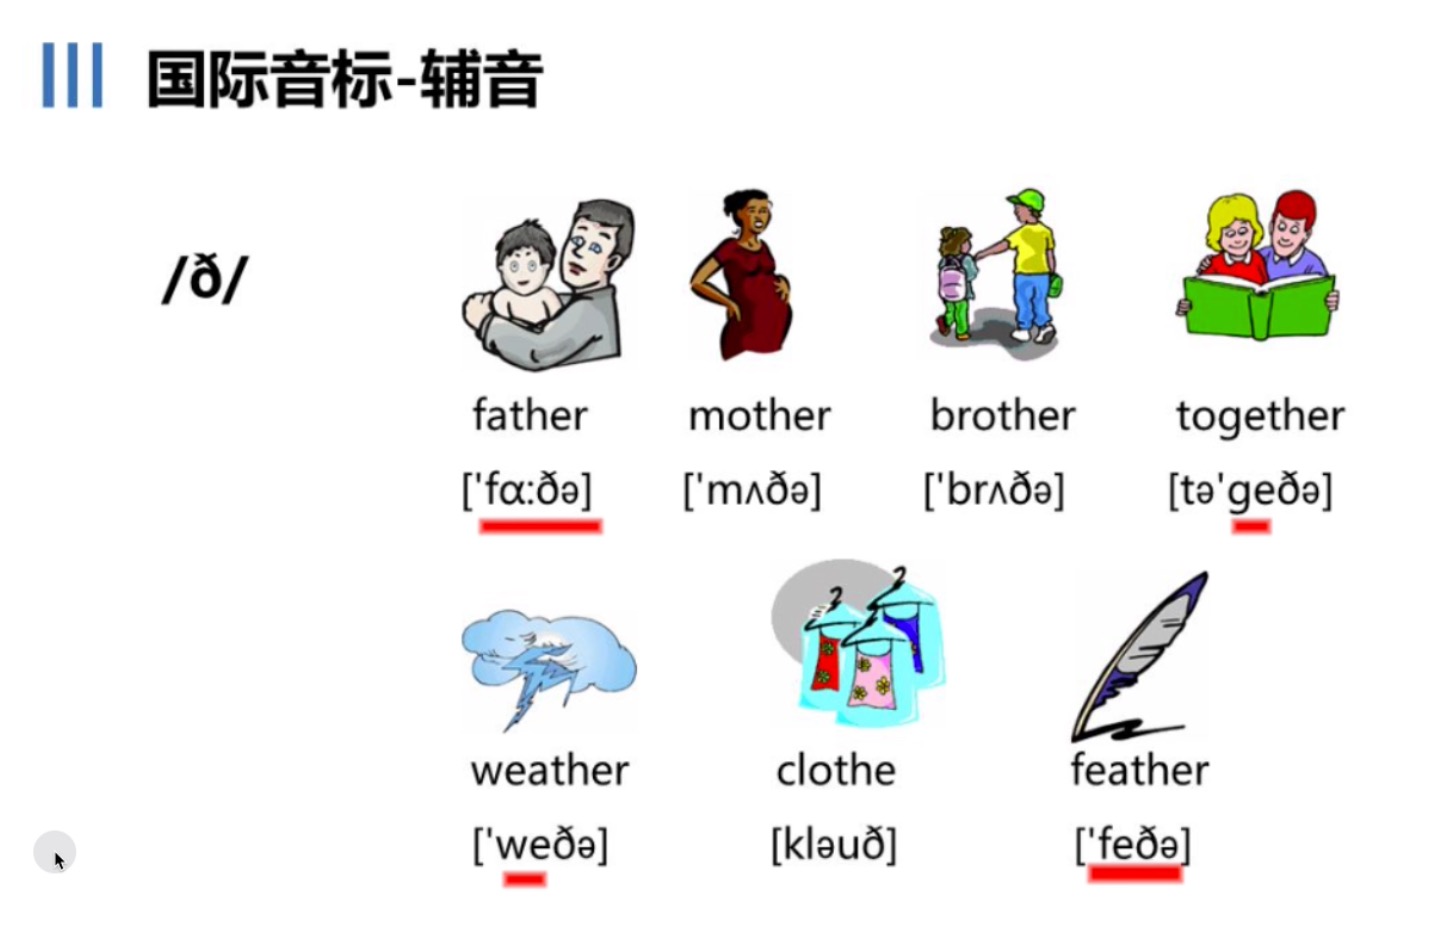 国际音标-辅音
/ð/
father mother brother together
['fɑ:ðə] ['mʌðə] ['brʌðə] [tə'geðə]
weather clothe feather
['weðə] [kləuð] ['feðə]